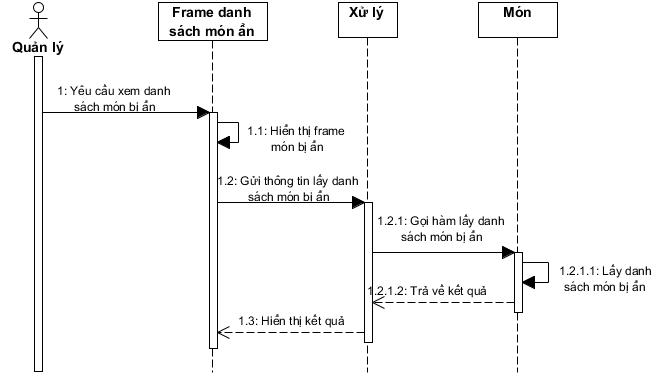 Quản lý
Frame danh
sách món ẩn
Xử lý
Món
1: Yêu cầu xem danh
sách món bị ẩn
1.1: Hiển thị frame
món bị ẩn
1.2: Gửi thông tin lấy danh
sách món bị ẩn
1.2.1: Gọi hàm lấy danh
sách món bị ẩn
1.2.1.1: Lấy danh
sách món bị ẩn
1.2.1.2: Trả về kết quả
1.3: Hiển thị kết quả